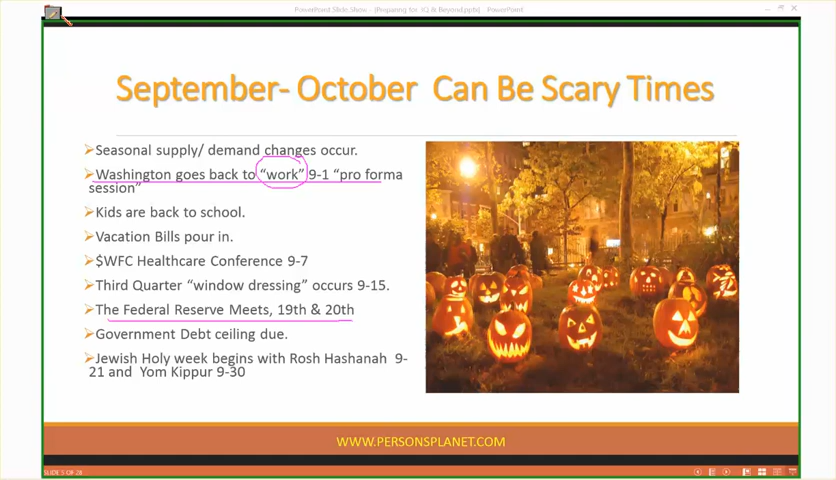 PowerPoint Slide Show - [Preparing for 1Q & Beyond.pptx] - PowerPoint
September- October Can Be Scary Times
Seasonal supply/ demand changes occur.
Washington goes back to “work” 9-1 “pro forma
session”
Kids are back to school.
Vacation Bills pour in.
$WFC Healthcare Conference 9-7
Third Quarter “window dressing” occurs 9-15.
The Federal Reserve Meets, 19th & 20th
Government Debt ceiling due.
Jewish Holy week begins with Rosh Hashanah 9-
21 and Yom Kippur 9-30
WWW.PERSONSPLANET.COM
SLIDE 5 OF 28